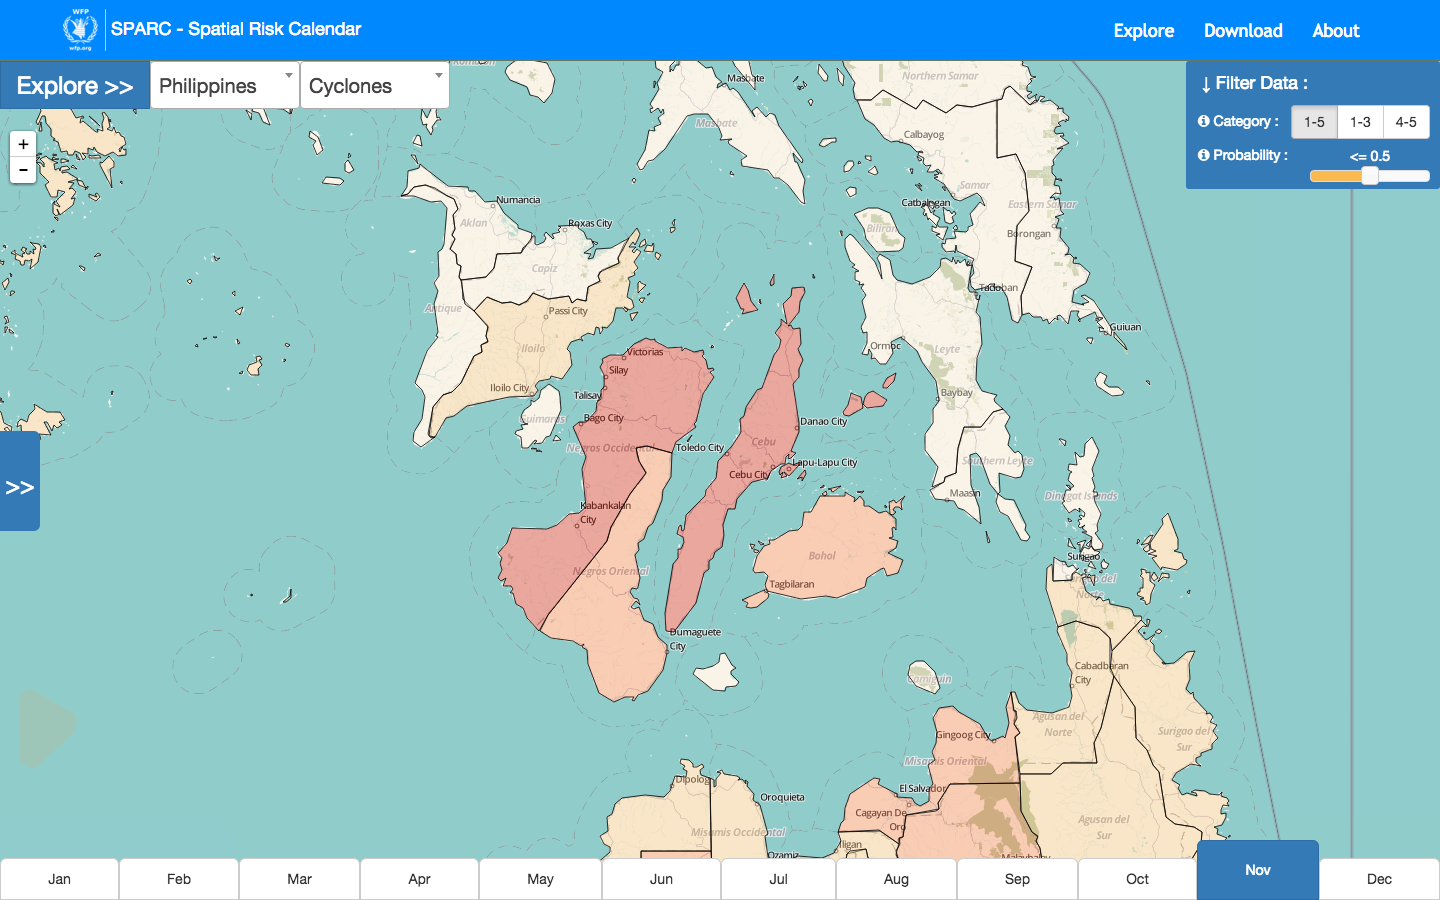 WFP
wfp.org
SPARC - Spatial Risk Calendar
Explore
Download
About
Explore >>
Philippines
Cyclones
↓ Filter Data :
Category :
1-5
1-3
4-5
Probability :
<= 0.5
+
-
>>
Romblon
Masbate
Masbate
Northern Samar
Calbayog
Samar
Eastern Samar
Catbalogan
Borongan
Biliran
Numancia
Aklan
Roxas City
Capiz
Antique
Passi City
Iloilo
Iloilo City
Guimaras
Tacloban
Guiuan
Ormoc
Leyte
Baybay
Southern Leyte
Maasin
Victorias
Silay
Talisay
Bago City
Negros Occidental
Toledo City
Danao City
Cebu
Cebu City
Lapu-Lapu City
Kabankalan
City
Negros Oriental
Bohol
Tagbilaran
Dumaguete
City
Dinagat Islands
Surigao
Surigao del
Norte
Cabadbaran
City
Camiguin
Agusan del
Norte
Surigao del
Sur
Gingoog City
Misamis Oriental
El Salvador
Cagayan De
Oro
Iligan
Malaybalay
Agusan del
Sur
Dipolog
Oroquieta
Misamis Occidental
Ozamiz
Jan
Feb
Mar
Apr
May
Jun
Jul
Aug
Sep
Oct
Nov
Dec